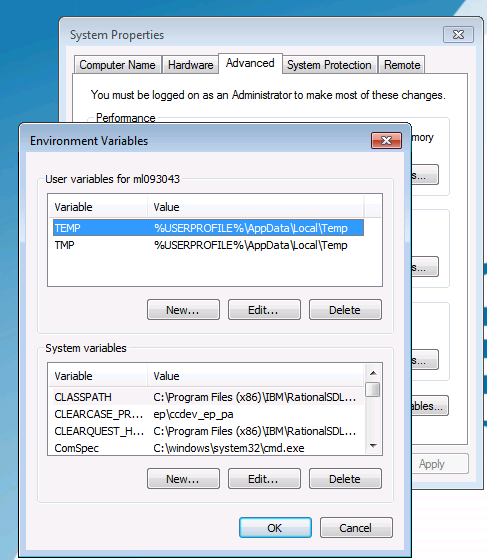 System Properties
Computer Name Hardware Advanced System Protection Remote
You must be logged on as an Administrator to make most of these changes.
Performance
Environment Variables
User variables for ml093043
Variable Value
TEMP %USERPROFILE%\AppData\Local\Temp
TMP %USERPROFILE%\AppData\Local\Temp
New... Edit... Delete
System variables
Variable Value
CLASSPATH C:\Program Files (x86)\IBM\RationalSDL...
CLEARCASE_PR... ep\ccdev_ep_pa
CLEARQUEST_H... C:\Program Files (x86)\IBM\RationalSDL...
ComSpec C:\windows\system32\cmd.exe
New... Edit... Delete
Apply
OK Cancel